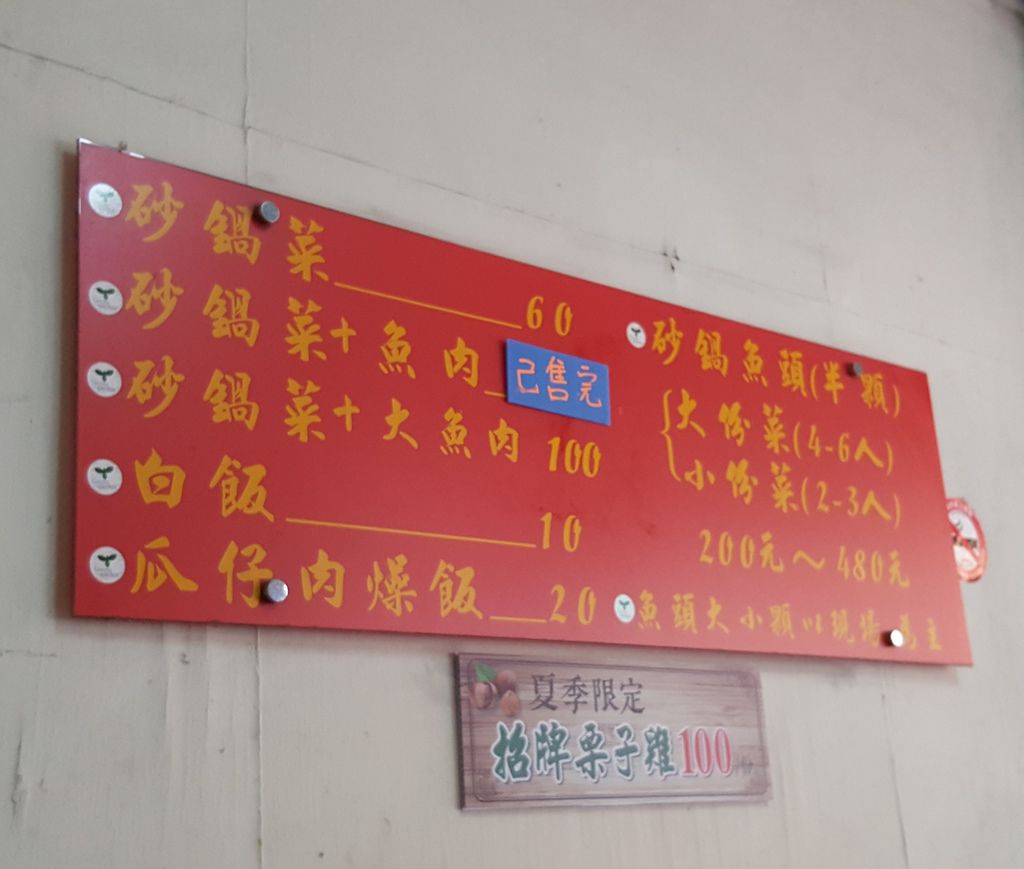 砂鍋菜 60
砂鍋菜+魚肉 已售完
砂鍋菜+大魚肉 100
白飯 10
瓜仔肉燥飯 20
砂鍋魚頭(半顆)
大份菜(4-6人)
小份菜(2-3人)
200元~480元
魚頭大小顆以現場為主
夏季限定
招牌栗子雞100